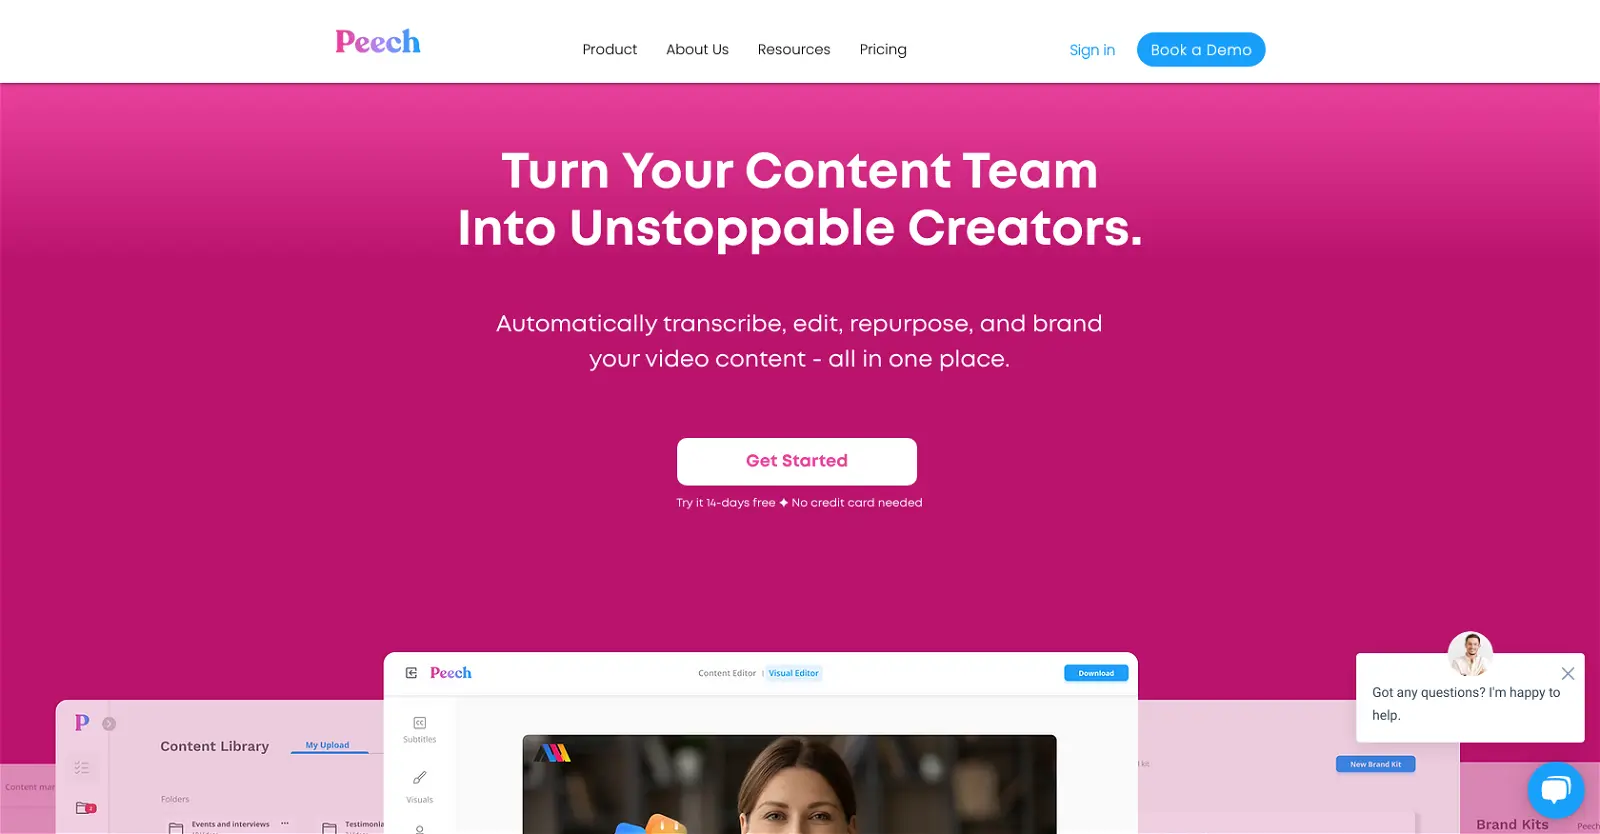 Peech
Product
About Us
Resources
Pricing
Sign in
Book a Demo
Turn Your Content Team
Into Unstoppable Creators.
Automatically transcribe, edit, repurpose, and brand
your video content - all in one place.
Get Started
Try it 14-days free ✦ No credit card needed
Peech
Content Editor | Visual Editor
Download
Subtitles
Visuals
P
Content Library
My Upload
Folders
Events and interviews
Content
2
Got any questions? I'm happy to
help.
kit
New Brand Kit
Brand Kits
Peech